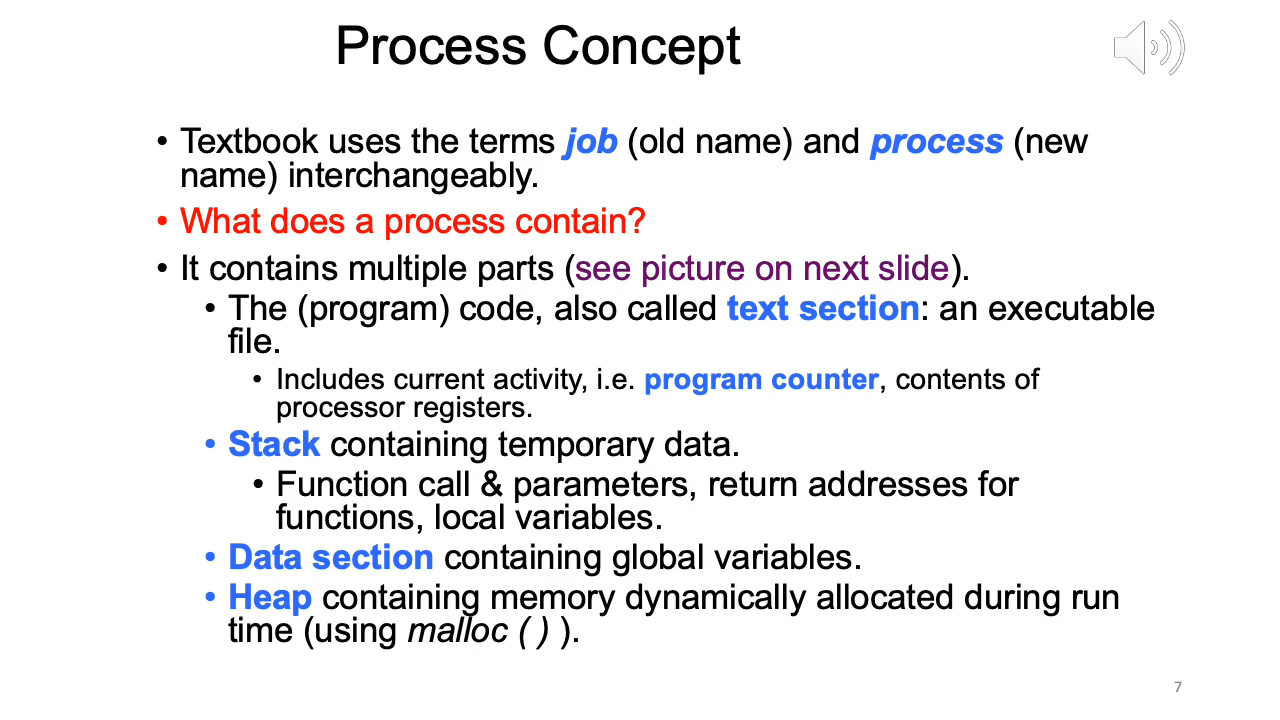 Process Concept
• Textbook uses the terms job (old name) and process (new
name) interchangeably.
• What does a process contain?
• It contains multiple parts (see picture on next slide).
• The (program) code, also called text section: an executable
file.
• Includes current activity, i.e. program counter, contents of
processor registers.
• Stack containing temporary data.
• Function call & parameters, return addresses for
functions, local variables.
• Data section containing global variables.
• Heap containing memory dynamically allocated during run
time (using malloc ( ) ).
7